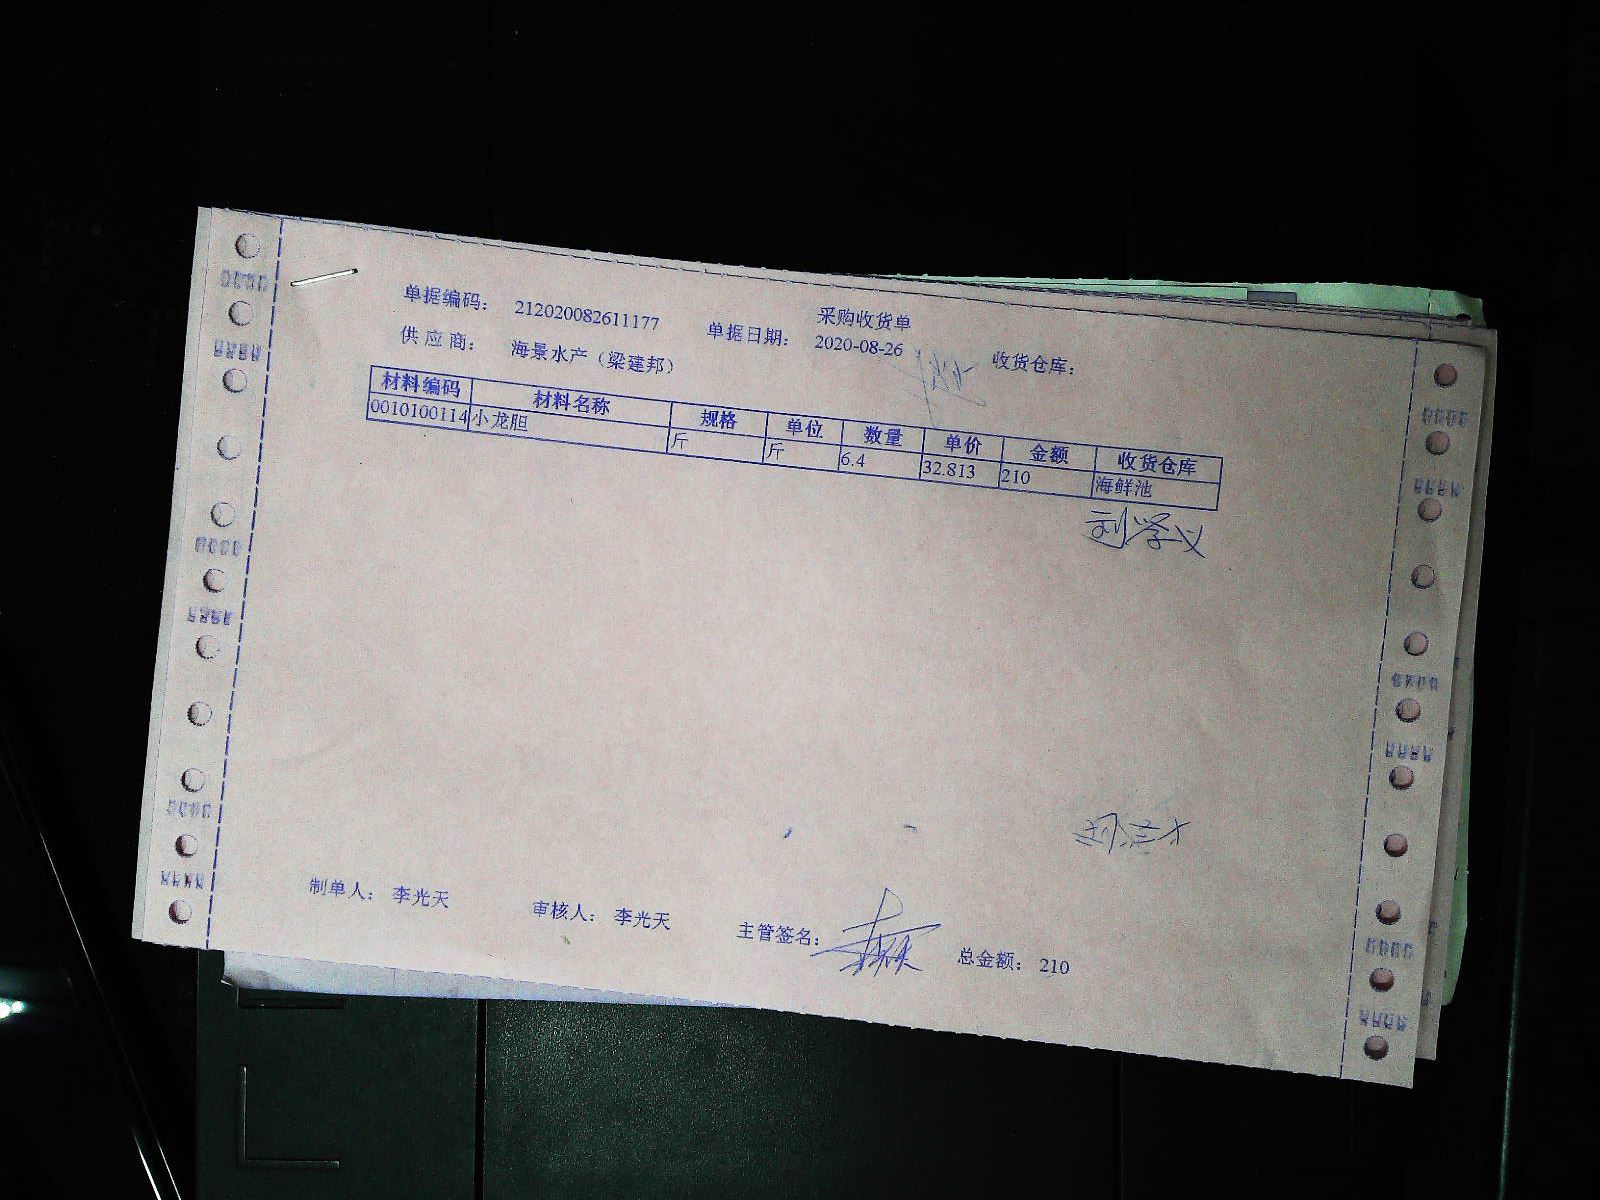 采购收货单
单据编码： 212020082611177 单据日期： 2020-08-26 收货仓库：
供 应 商： 海景水产（梁建邦）
材料编码 材料名称 规格 单位 数量 单价 金额 收货仓库
0010100114 小龙胆 斤 斤 6.4 32.813 210 海鲜池
刘学义
制单人： 李光天 审核人： 李光天 主管签名： 总金额： 210